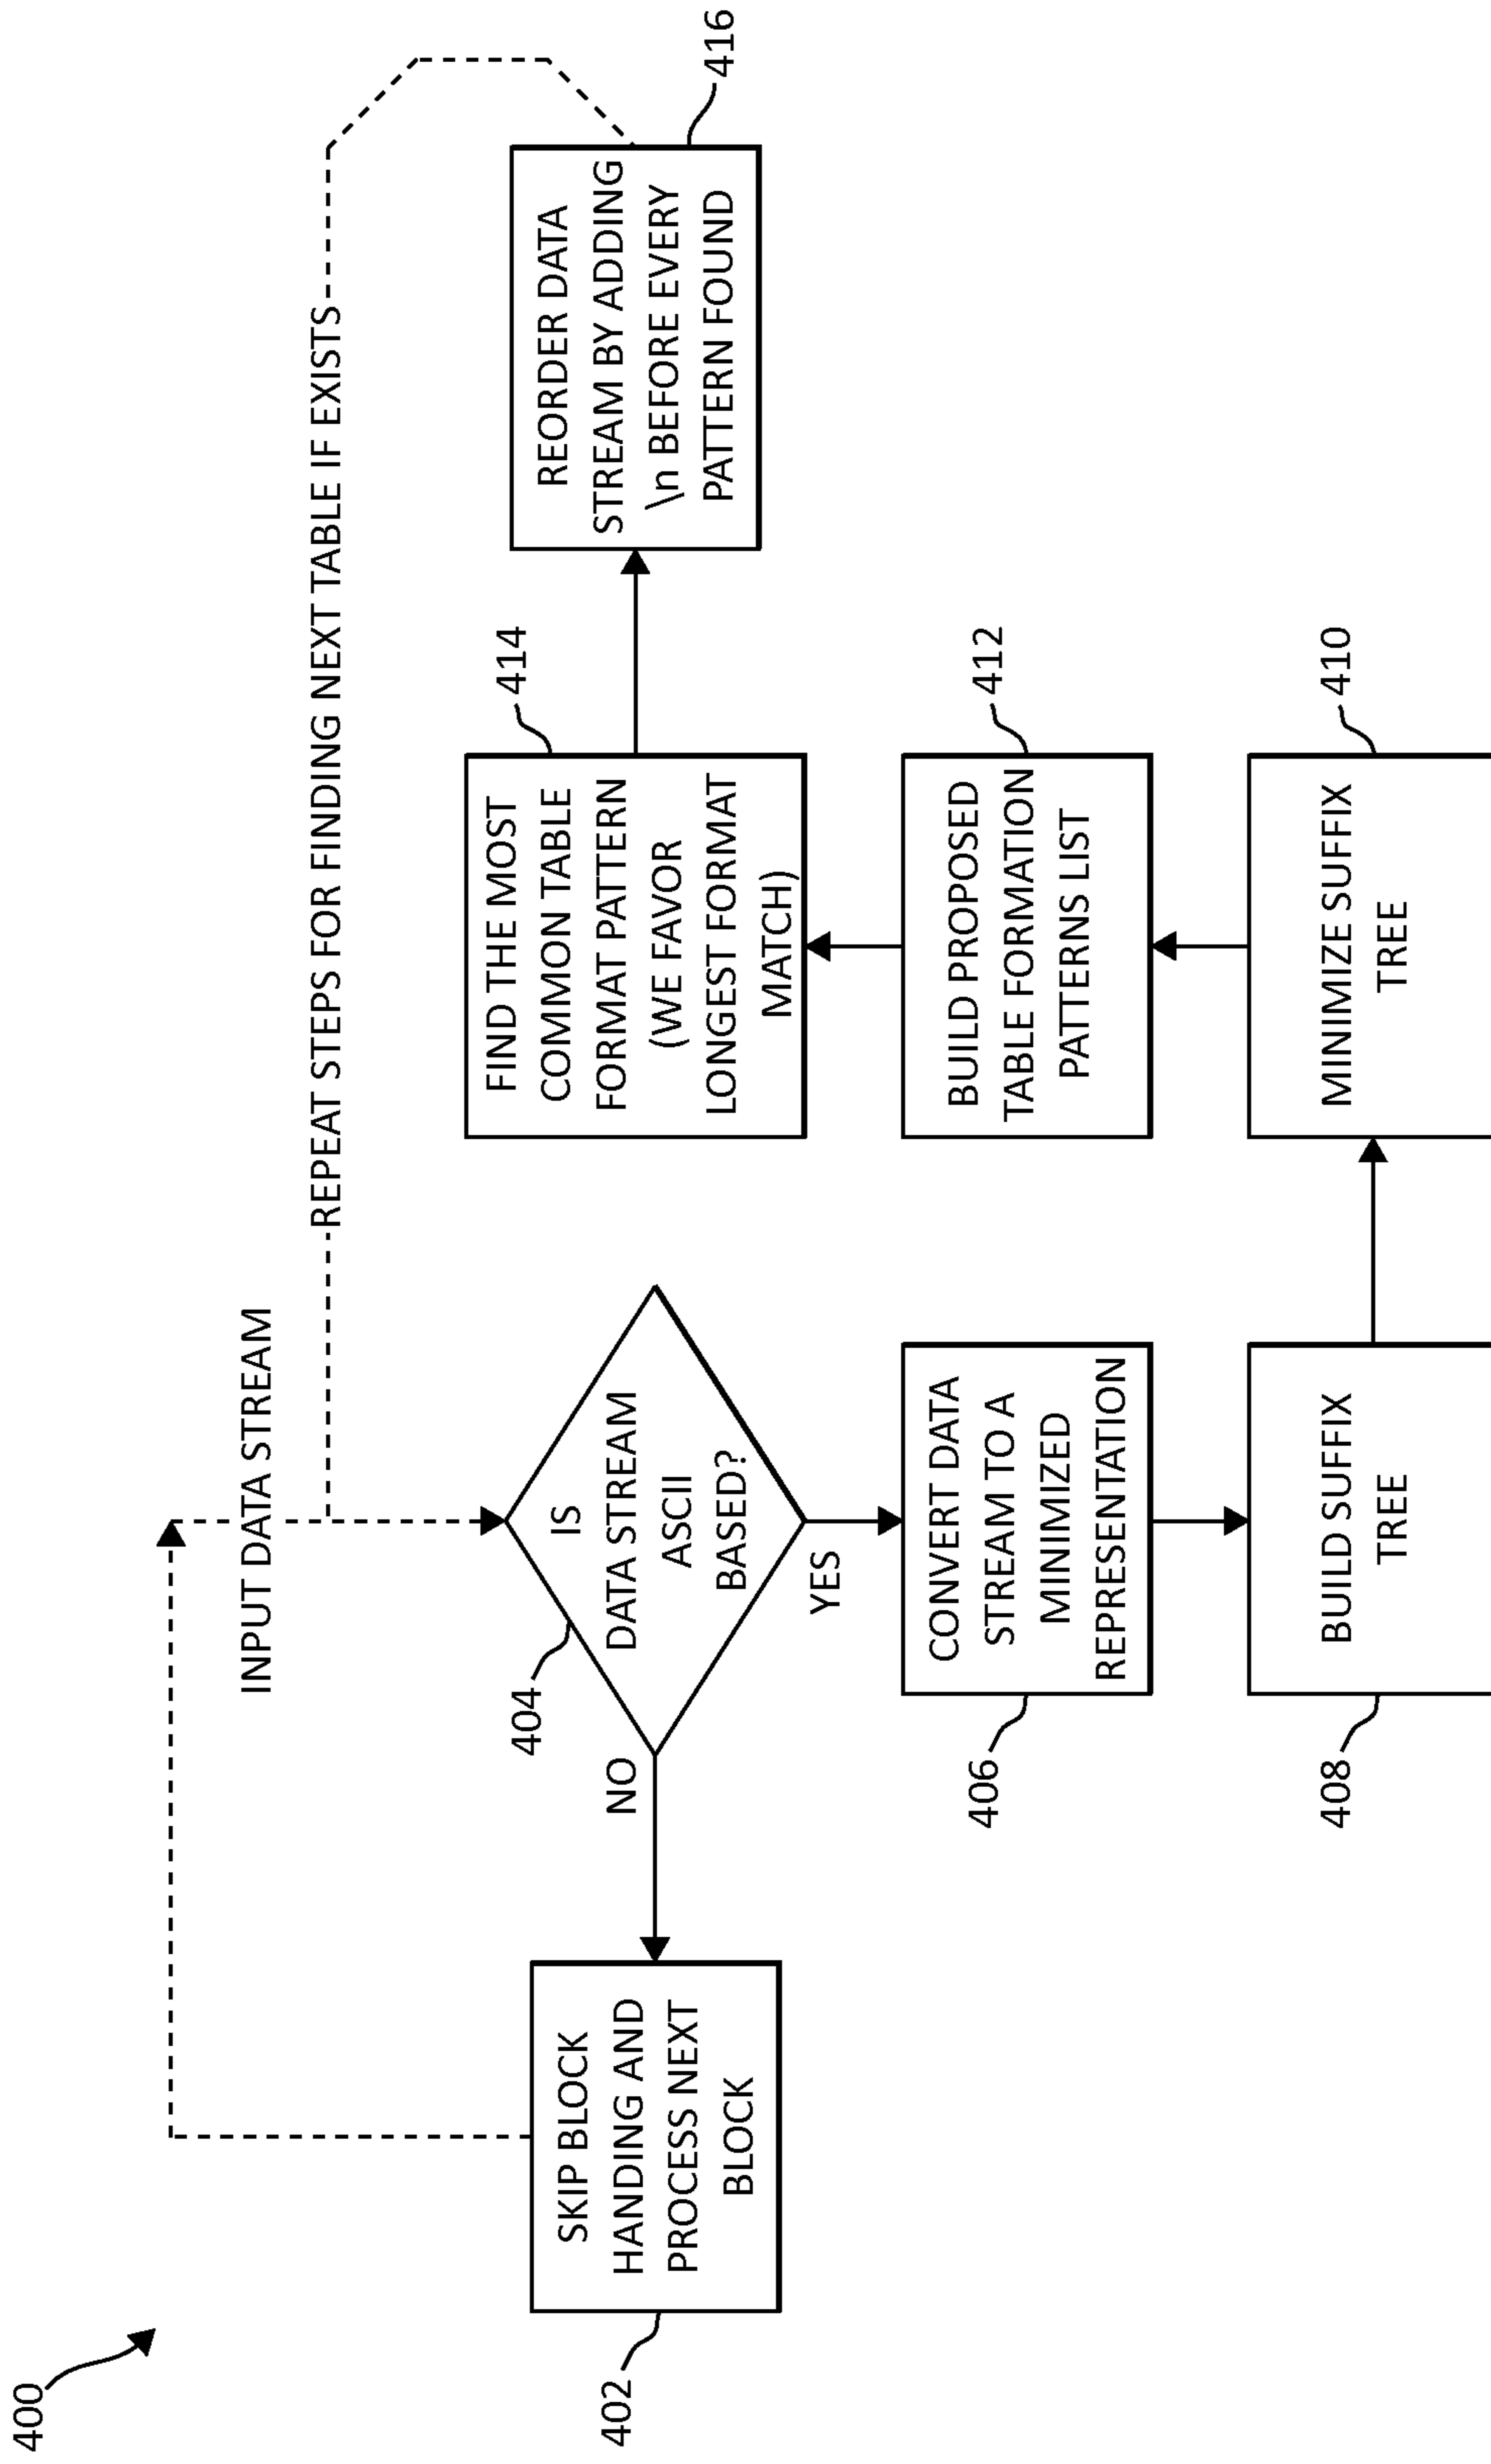 400
INPUT DATA STREAM
REPEAT STEPS FOR FINDING NEXT TABLE IF EXISTS
402
SKIP BLOCK
HANDING AND
PROCESS NEXT
BLOCK
NO
404
IS
DATA STREAM
ASCII
BASED?
YES
406
CONVERT DATA
STREAM TO A
MINIMIZED
REPRESENTATION
408
BUILD SUFFIX
TREE
410
MINIMIZE SUFFIX
TREE
412
BUILD PROPOSED
TABLE FORMATION
PATTERNS LIST
414
FIND THE MOST
COMMON TABLE
FORMAT PATTERN
(WE FAVOR
LONGEST FORMAT
MATCH)
416
REORDER DATA
STREAM BY ADDING
\n BEFORE EVERY
PATTERN FOUND